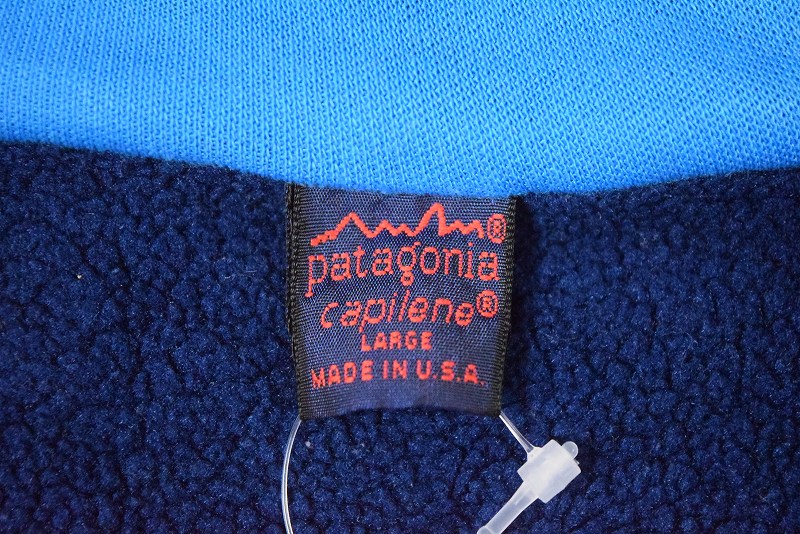 patagonia®
capilene®
LARGE
MADE IN U.S.A.